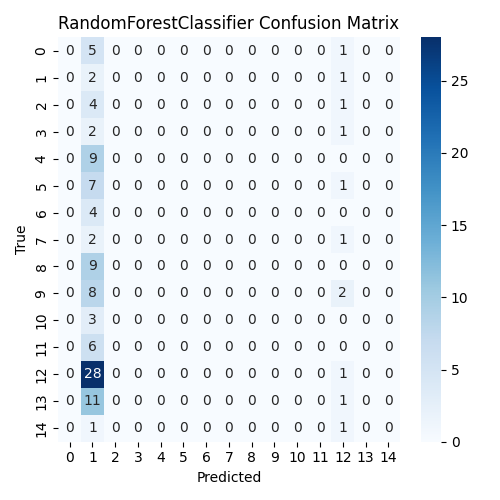 RandomForestClassifier Confusion Matrix
0 0 5 0 0 0 0 0 0 0 0 0 0 1 0 0
1 0 2 0 0 0 0 0 0 0 0 0 0 1 0 0
2 0 4 0 0 0 0 0 0 0 0 0 0 1 0 0
3 0 2 0 0 0 0 0 0 0 0 0 0 1 0 0
4 0 9 0 0 0 0 0 0 0 0 0 0 0 0 0
5 0 7 0 0 0 0 0 0 0 0 0 0 1 0 0
6 0 4 0 0 0 0 0 0 0 0 0 0 0 0 0
7 0 2 0 0 0 0 0 0 0 0 0 0 1 0 0
8 0 9 0 0 0 0 0 0 0 0 0 0 0 0 0
9 0 8 0 0 0 0 0 0 0 0 0 0 2 0 0
10 0 3 0 0 0 0 0 0 0 0 0 0 0 0 0
11 0 6 0 0 0 0 0 0 0 0 0 0 0 0 0
12 0 28 0 0 0 0 0 0 0 0 0 0 1 0 0
13 0 11 0 0 0 0 0 0 0 0 0 0 1 0 0
14 0 1 0 0 0 0 0 0 0 0 0 0 1 0 0
0 1 2 3 4 5 6 7 8 9 10 11 12 13 14
True
Predicted
25
20
15
10
5
0